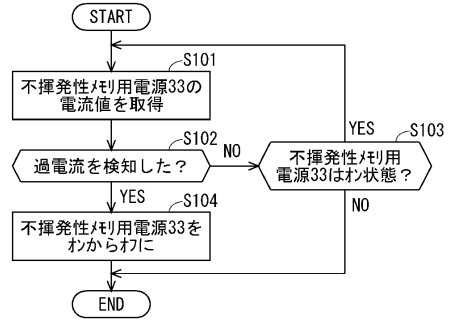 START
S101
不揮発性ﾒﾓﾘ用電源33の
電流値を取得
S102
過電流を検知した？
NO
YES
S103
不揮発性ﾒﾓﾘ用
電源33はｵﾝ状態？
YES
NO
S104
不揮発性ﾒﾓﾘ用電源33を
ｵﾝからｵﾌに
END